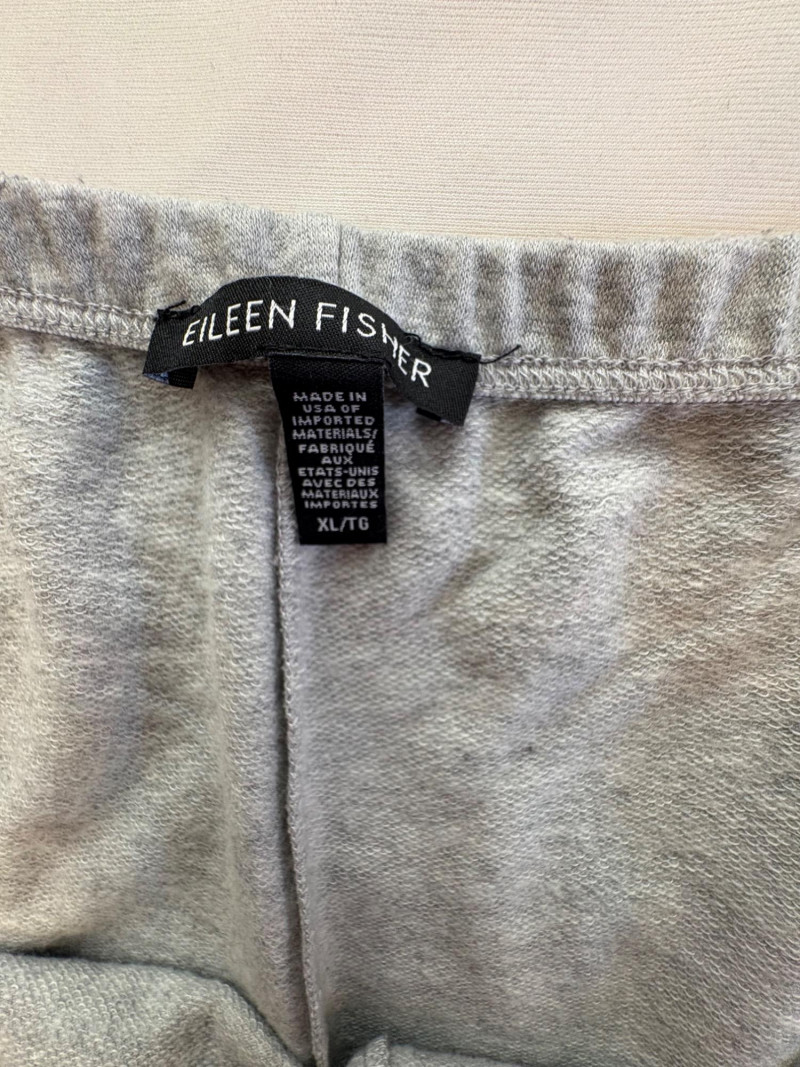 EILEEN FISHER
MADE IN
USA OF
IMPORTED
MATERIALS/
FABRIQUÉ
AUX
ETATS-UNIS
AVEC DES
MATERIAUX
IMPORTES
XL/TG